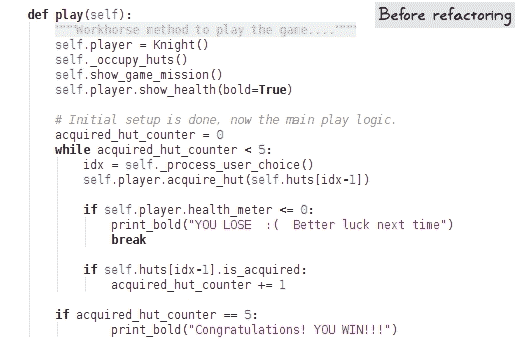 def play(self):
Before refactoring
"""Workhorse method to play the game...."""
self.player = Knight()
self._occupy_huts()
self.show_game_mission()
self.player.show_health(bold=True)
# Initial setup is done, now the main play logic.
acquired_hut_counter = 0
while acquired_hut_counter < 5:
idx = self._process_user_choice()
self.player.acquire_hut(self.huts[idx-1])
if self.player.health_meter <= 0:
print_bold("YOU LOSE  :(  Better luck next time")
break
if self.huts[idx-1].is_acquired:
acquired_hut_counter += 1
if acquired_hut_counter == 5:
print_bold("Congratulations! YOU WIN!!!")